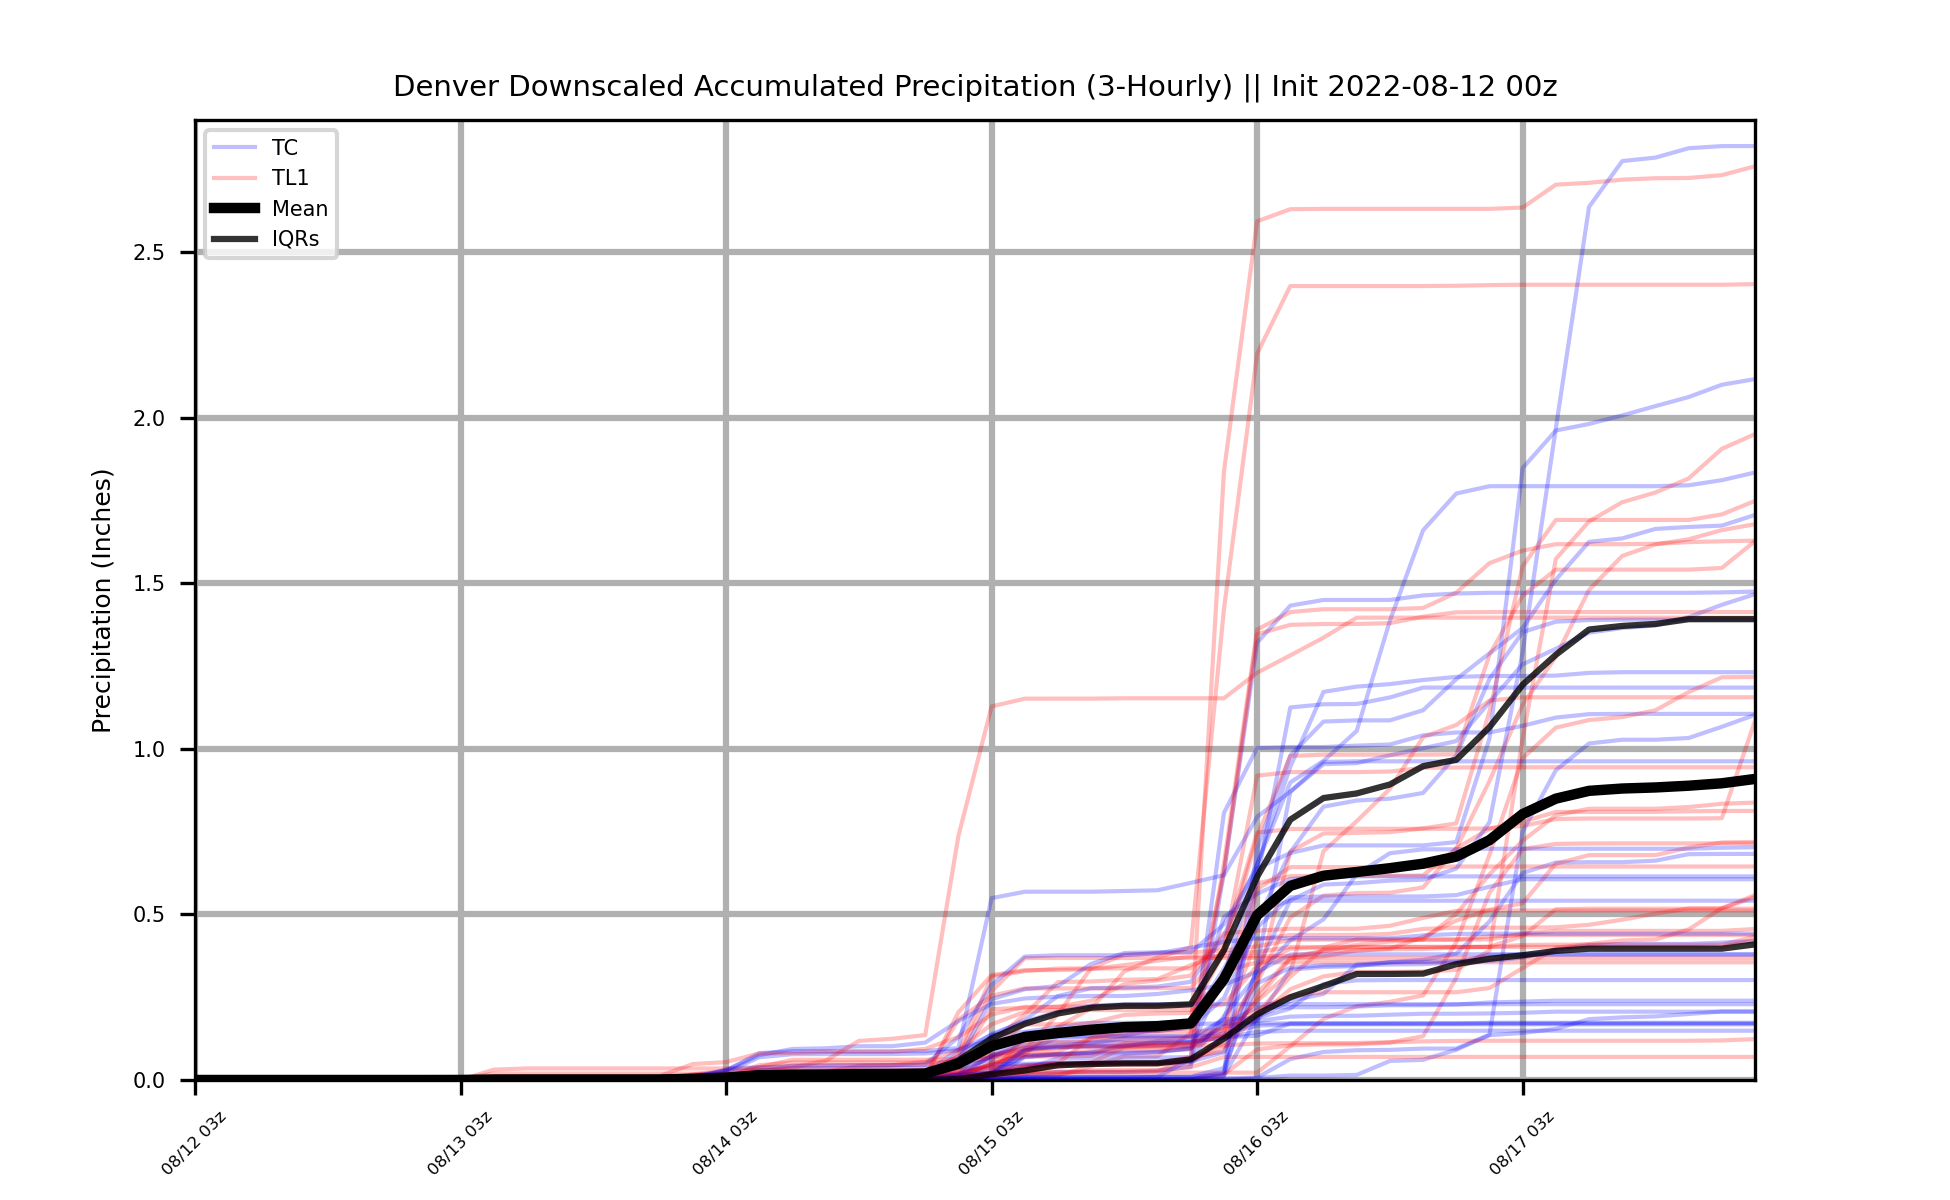 Denver Downscaled Accumulated Precipitation (3-Hourly) || Init 2022-08-12 00z
TC
TL1
Mean
IQRs
Precipitation (Inches)
2.5
2.0
1.5
1.0
0.5
0.0
08/12 03z
08/13 03z
08/14 03z
08/15 03z
08/16 03z
08/17 03z